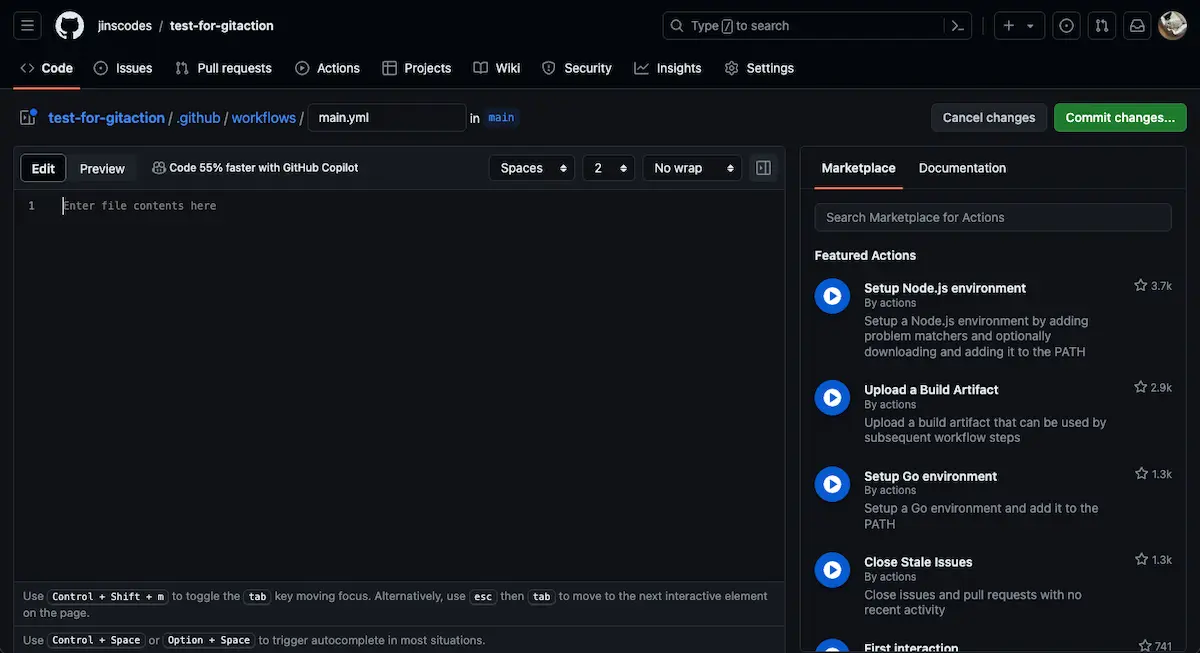 jinscodes / test-for-gitaction
Type / to search
Code Issues Pull requests Actions Projects Wiki Security Insights Settings
test-for-gitaction / .github / workflows / main.yml in main
Cancel changes Commit changes...
Edit Preview Code 55% faster with GitHub Copilot Spaces 2 No wrap
1 Enter file contents here
Use Control + Shift + m to toggle the tab key moving focus. Alternatively, use esc then tab to move to the next interactive element
on the page.
Use Control + Space or Option + Space to trigger autocomplete in most situations.
Marketplace Documentation
Search Marketplace for Actions
Featured Actions
Setup Node.js environment 3.7k
By actions
Setup a Node.js environment by adding
problem matchers and optionally
downloading and adding it to the PATH
Upload a Build Artifact 2.9k
By actions
Upload a build artifact that can be used by
subsequent workflow steps
Setup Go environment 1.3k
By actions
Setup a Go environment and add it to the
PATH
Close Stale Issues 1.3k
By actions
Close issues and pull requests with no
recent activity
First interaction 741